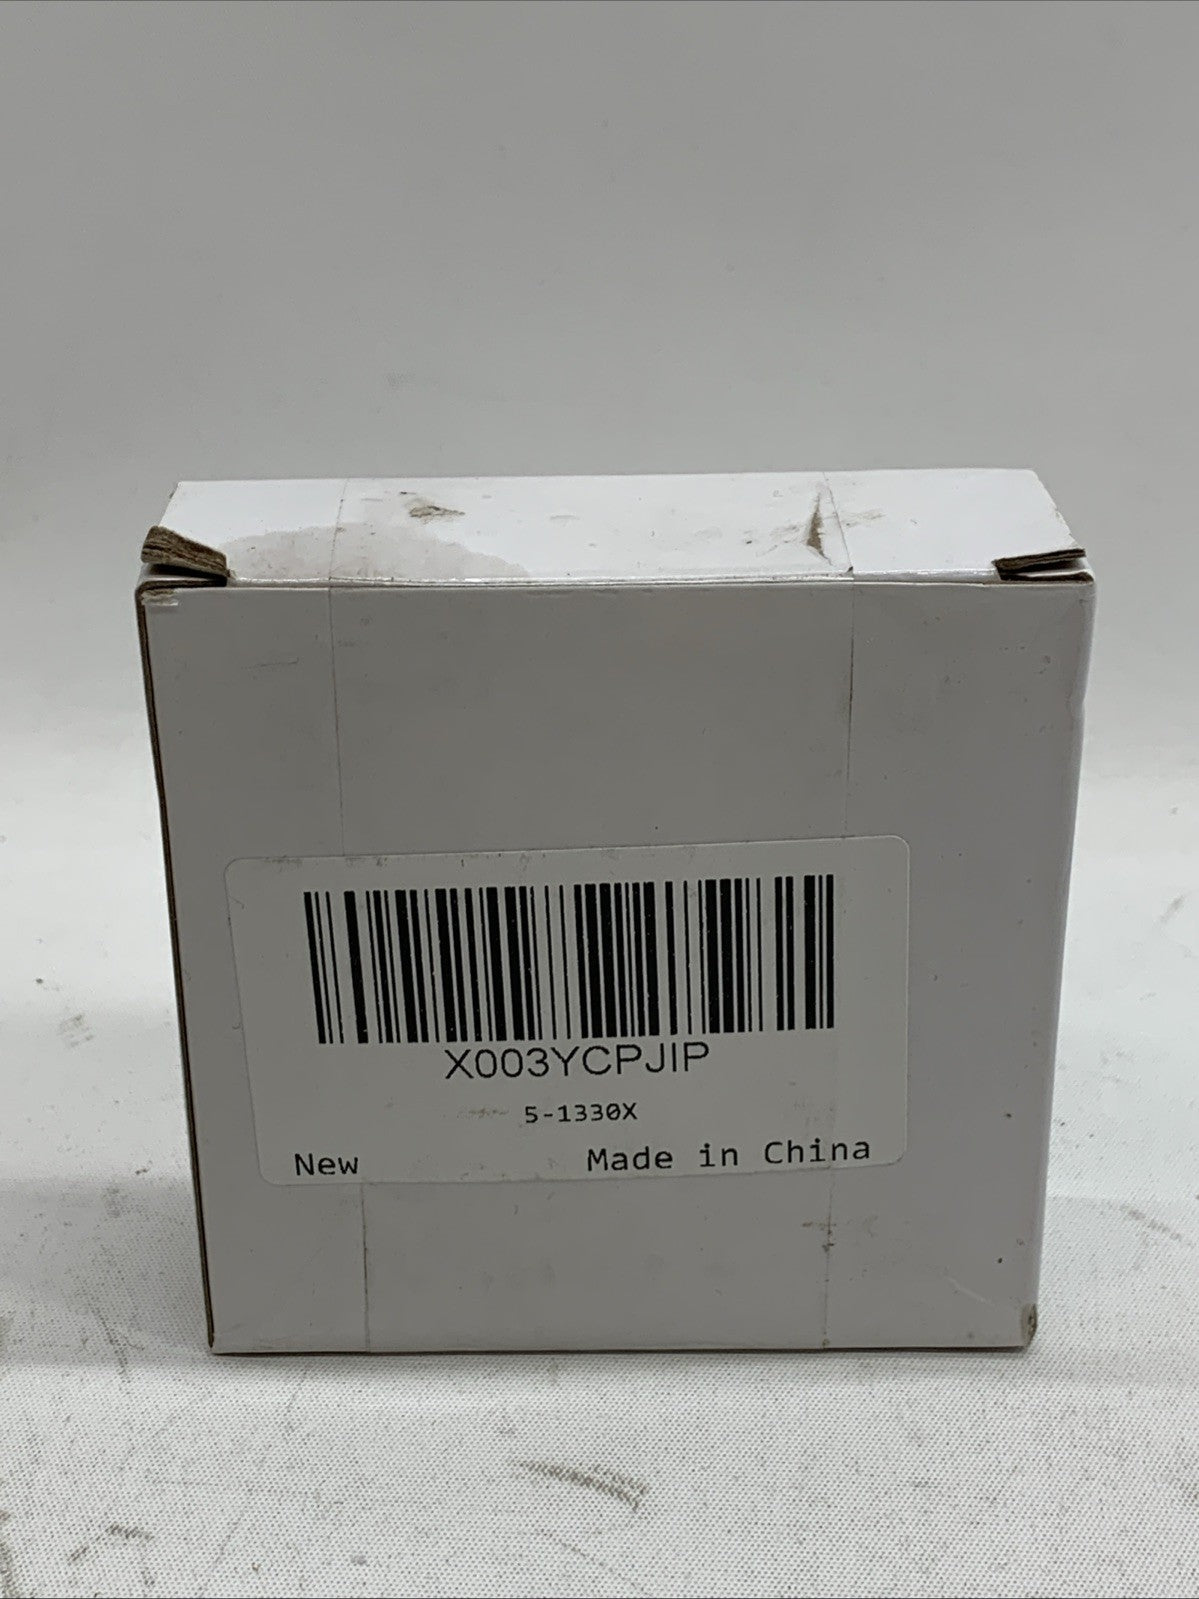 X003YCPJIP
5-1330X
New Made in China